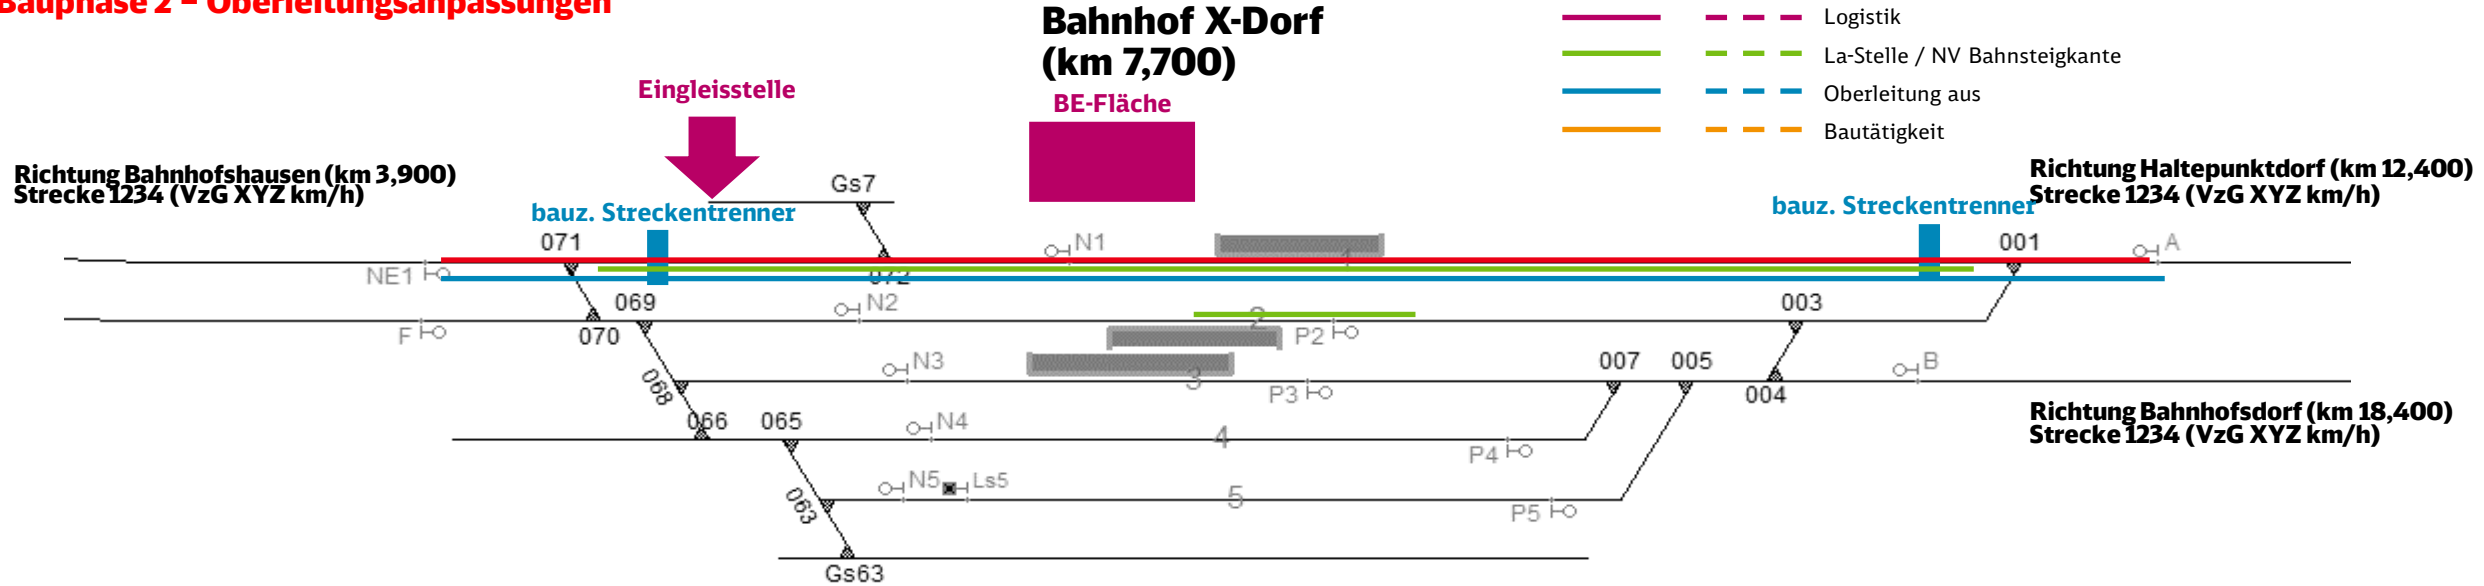 Bauphase 2 – Oberleitungsanpassungen
Bahnhof X-Dorf
(km 7,700)
Logistik
La-Stelle / NV Bahnsteigkante
Oberleitung aus
Bautätigkeit
Eingleisstelle
BE-Fläche
Richtung Bahnhofshausen (km 3,900)
Strecke 1234 (VzG XYZ km/h)
Richtung Haltepunktdorf (km 12,400)
Strecke 1234 (VzG XYZ km/h)
Gs7
bauz. Streckentrenner
bauz. Streckentrenner
071
N1
001
A
1
NE1
072
069
N2
003
2
F
070
P2
N3
007
005
B
068
3
P3
004
Richtung Bahnhofsdorf (km 18,400)
Strecke 1234 (VzG XYZ km/h)
066
065
N4
4
P4
N5
Ls5
063
5
P5
Gs63